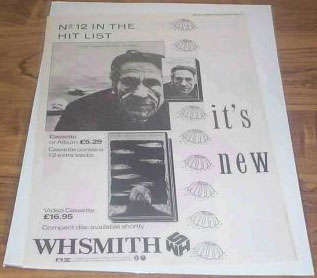 Nº12 IN THE
HIT LIST
it's
new
Cassette
or Album £5.29
Cassette contains
12 extra tracks
Video Cassette
£16.95
Compact disc available shortly
WHSMITH